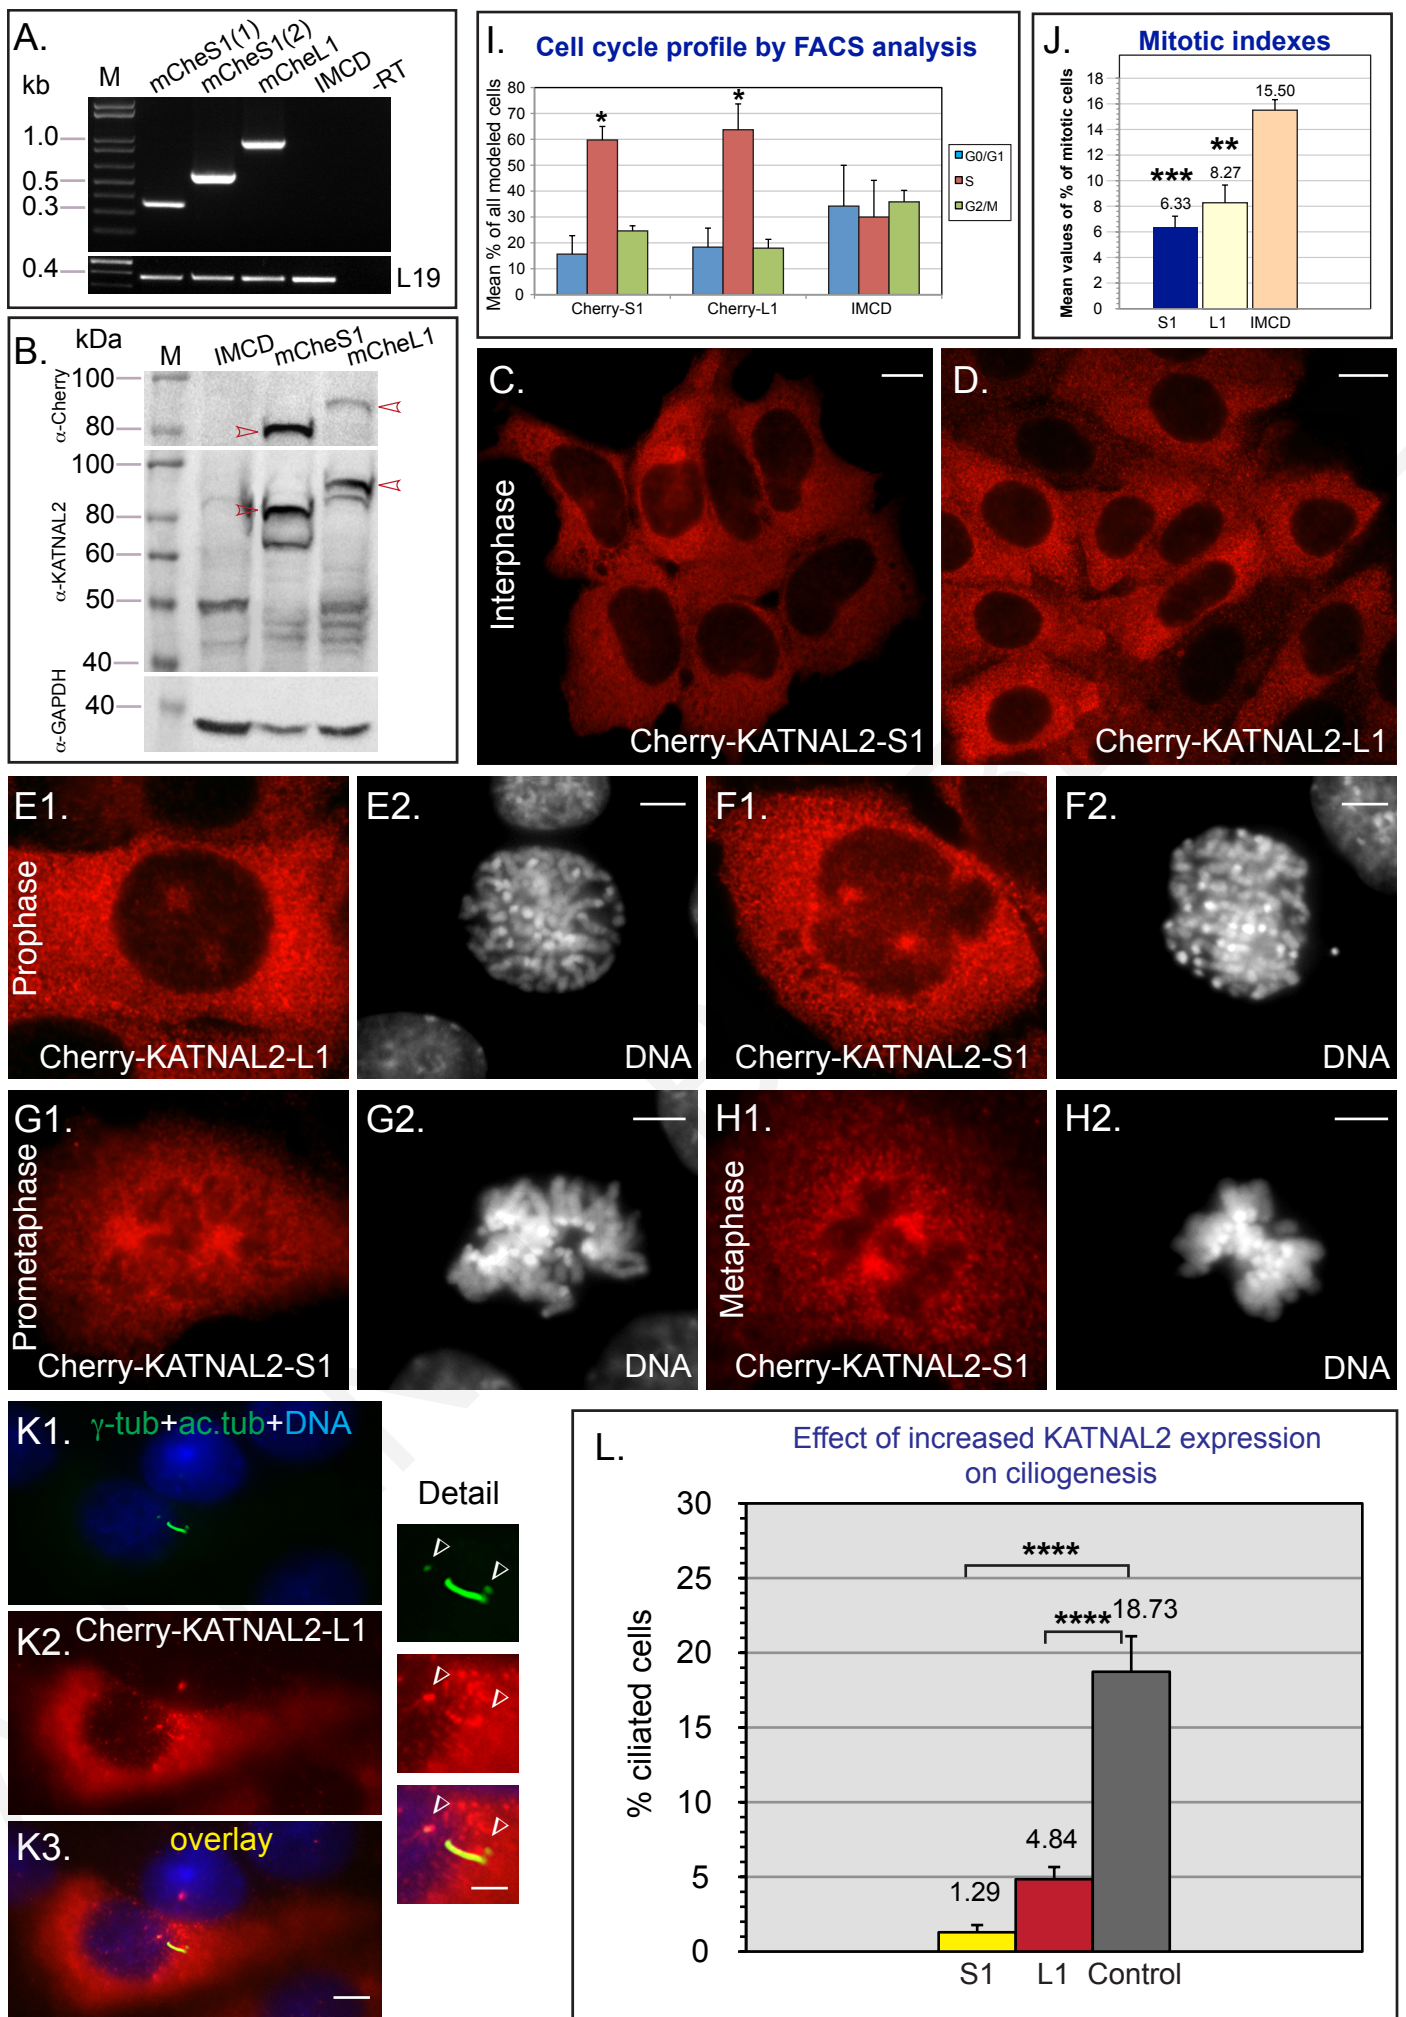 A.
M mCheS1(1) mCheS1(2) mCheL1 IMCD -RT
kb
1.0
0.5
0.3
0.4
L19
B.
kDa
M IMCD mCheS1 mCheL1
α-Cherry
100
80
α-KATNAL2
100
80
60
50
40
α-GAPDH
40
I. Cell cycle profile by FACS analysis
Mean % of all modeled cells
80
70
60
50
40
30
20
10
0
* *
Cherry-S1 Cherry-L1 IMCD
G0/G1
S
G2/M
J. Mitotic indexes
Mean values of % of mitotic cells
18
16
14
12
10
8
6
4
2
0
***
6.33
**
8.27
15.50
S1 L1 IMCD
C.
Interphase
Cherry-KATNAL2-S1
D.
Cherry-KATNAL2-L1
E1.
Prophase
Cherry-KATNAL2-L1
E2.
DNA
F1.
Cherry-KATNAL2-S1
F2.
DNA
G1.
Prometaphase
Cherry-KATNAL2-S1
G2.
DNA
H1.
Metaphase
Cherry-KATNAL2-S1
H2.
DNA
K1. γ-tub+ac.tub+DNA
K2. Cherry-KATNAL2-L1
K3. overlay
Detail
L. Effect of increased KATNAL2 expression
on ciliogenesis
% ciliated cells
30
25
20
15
10
5
0
****
****
18.73
4.84
1.29
S1 L1 Control